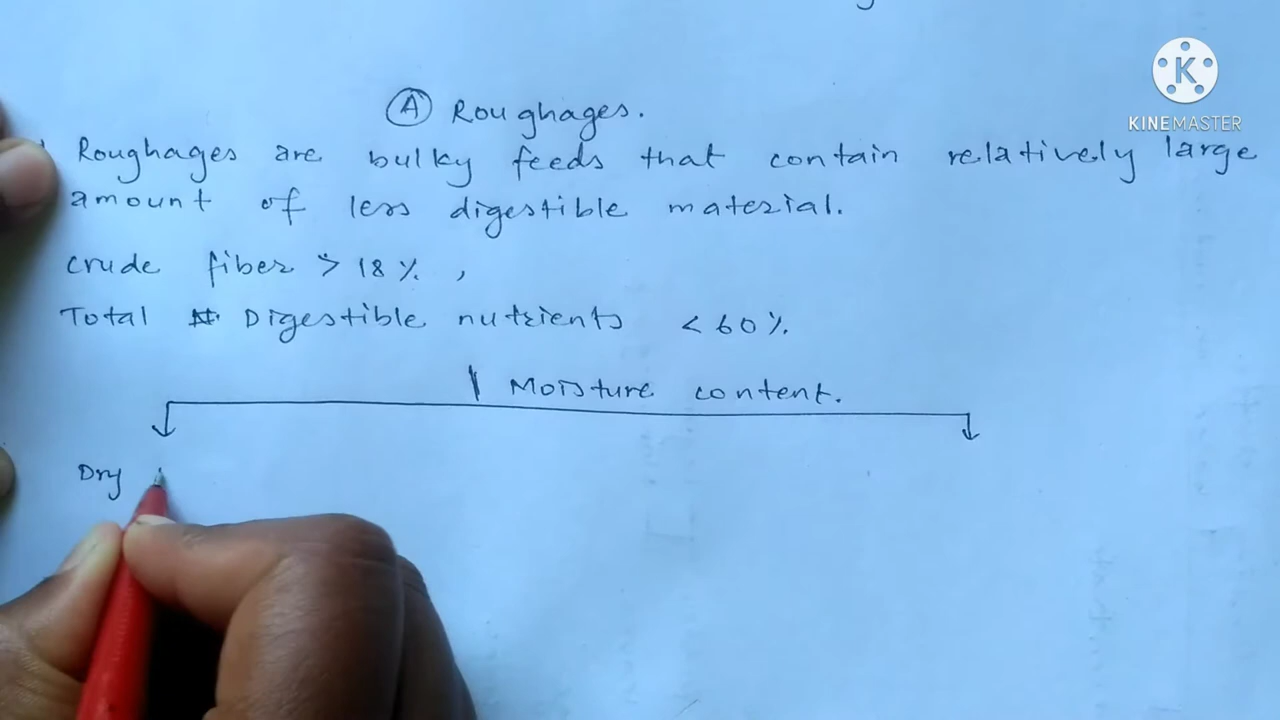 Ⓐ Roughages.
Roughages are bulky feeds that contain relatively large
amount of less digestible material.
Crude fiber > 18%,
Total Digestible nutrients < 60%
Moisture content.
Dry
K
KINEMASTER